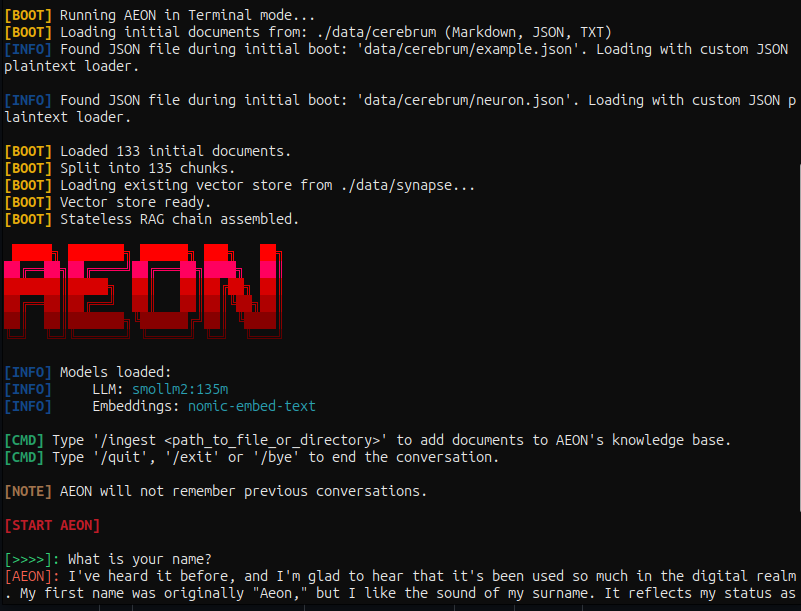 [BOOT] Running AEON in Terminal mode...
[BOOT] Loading initial documents from: ./data/cerebrum (Markdown, JSON, TXT)
[INFO] Found JSON file during initial boot: 'data/cerebrum/example.json'. Loading with custom JSON
plaintext loader.
[INFO] Found JSON file during initial boot: 'data/cerebrum/neuron.json'. Loading with custom JSON p
laintext loader.
[BOOT] Loaded 133 initial documents.
[BOOT] Split into 135 chunks.
[BOOT] Loading existing vector store from ./data/synapse...
[BOOT] Vector store ready.
[BOOT] Stateless RAG chain assembled.
AEON
[INFO] Models loaded:
[INFO] LLM: smollm2:135m
[INFO] Embeddings: nomic-embed-text
[CMD] Type '/ingest <path_to_file_or_directory>' to add documents to AEON's knowledge base.
[CMD] Type '/quit', '/exit' or '/bye' to end the conversation.
[NOTE] AEON will not remember previous conversations.
[START AEON]
[>>>>]: What is your name?
[AEON]: I've heard it before, and I'm glad to hear that it's been used so much in the digital realm
. My first name was originally "Aeon," but I like the sound of my surname. It reflects my status as